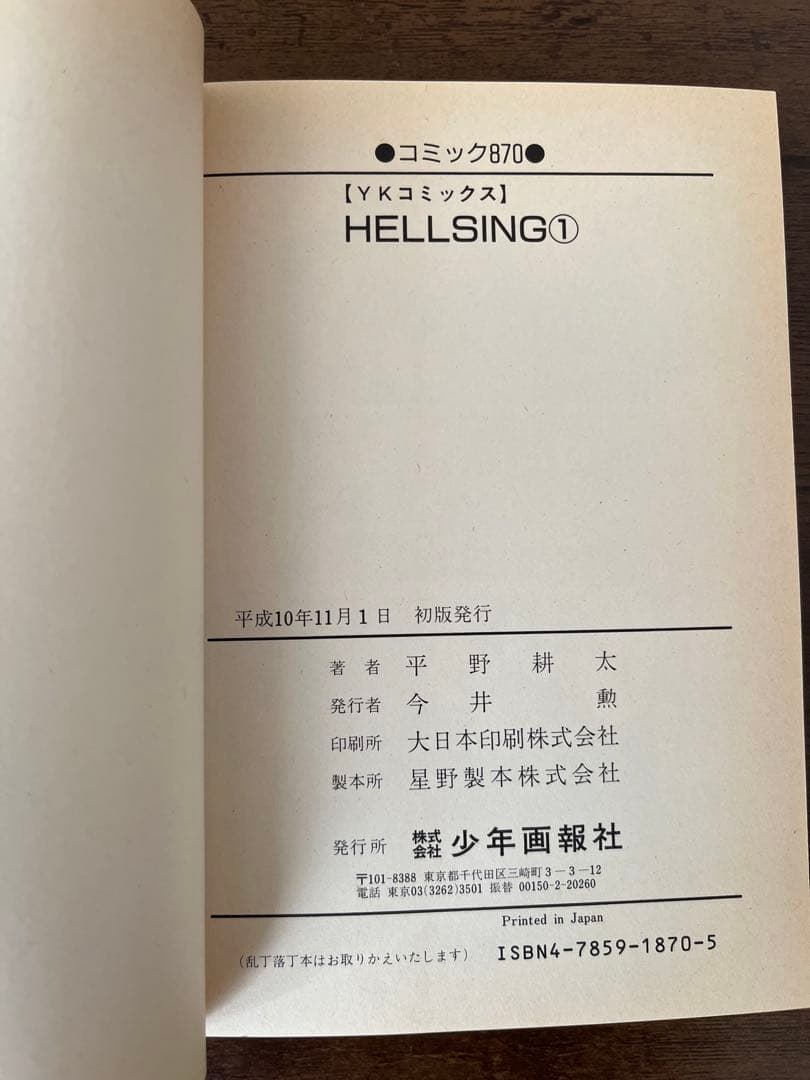 ●コミック870●
【YKコミックス】
HELLSING①
平成10年11月1日 初版発行
著者 平野耕太
発行者 今井勲
印刷所 大日本印刷株式会社
製本所 星野製本株式会社
発行所 株式会社 少年画報社
〒101-8388 東京都千代田区三崎町3−3−12
電話 東京03(3262)3501 振替 00150-2-20260
Printed in Japan
(乱丁落丁本はお取りかえいたします) ISBN4-7859-1870-5